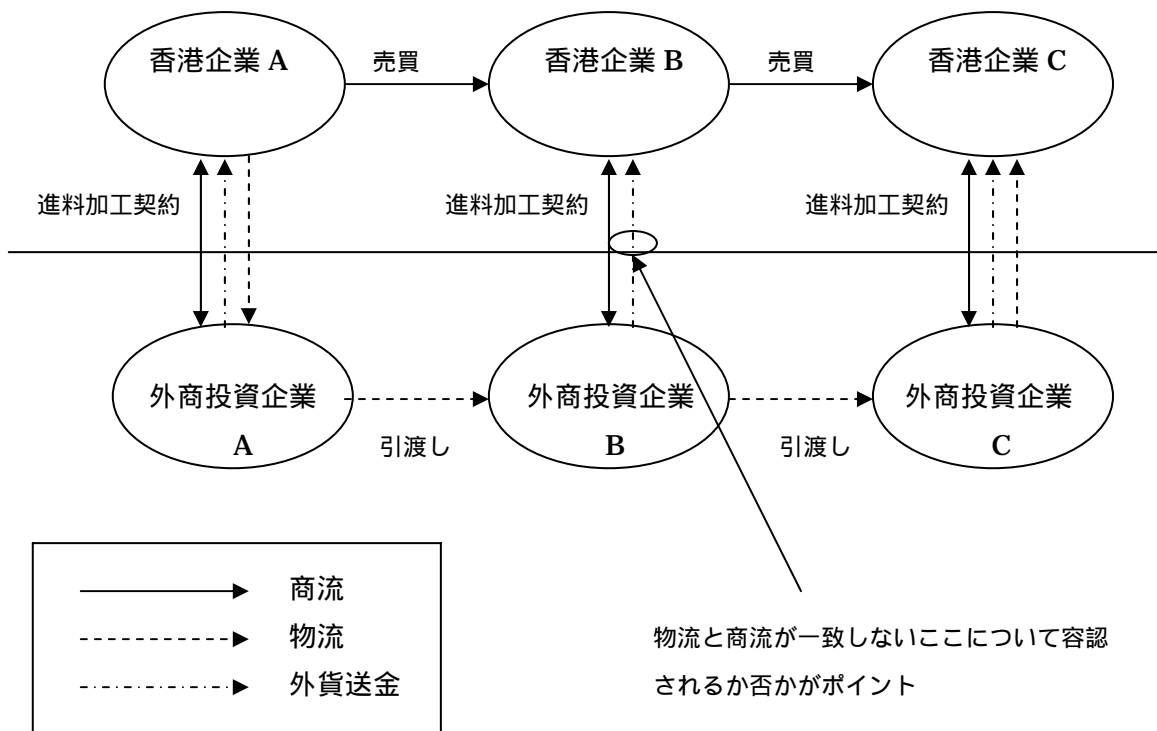 香港企業 A
売買
香港企業 B
売買
香港企業 C
進料加工契約
進料加工契約
進料加工契約
外商投資企業
A
引渡し
外商投資企業
B
引渡し
外商投資企業
C
商流
物流
外貨送金
物流と商流が一致しないここについて容認
されるか否かがポイント